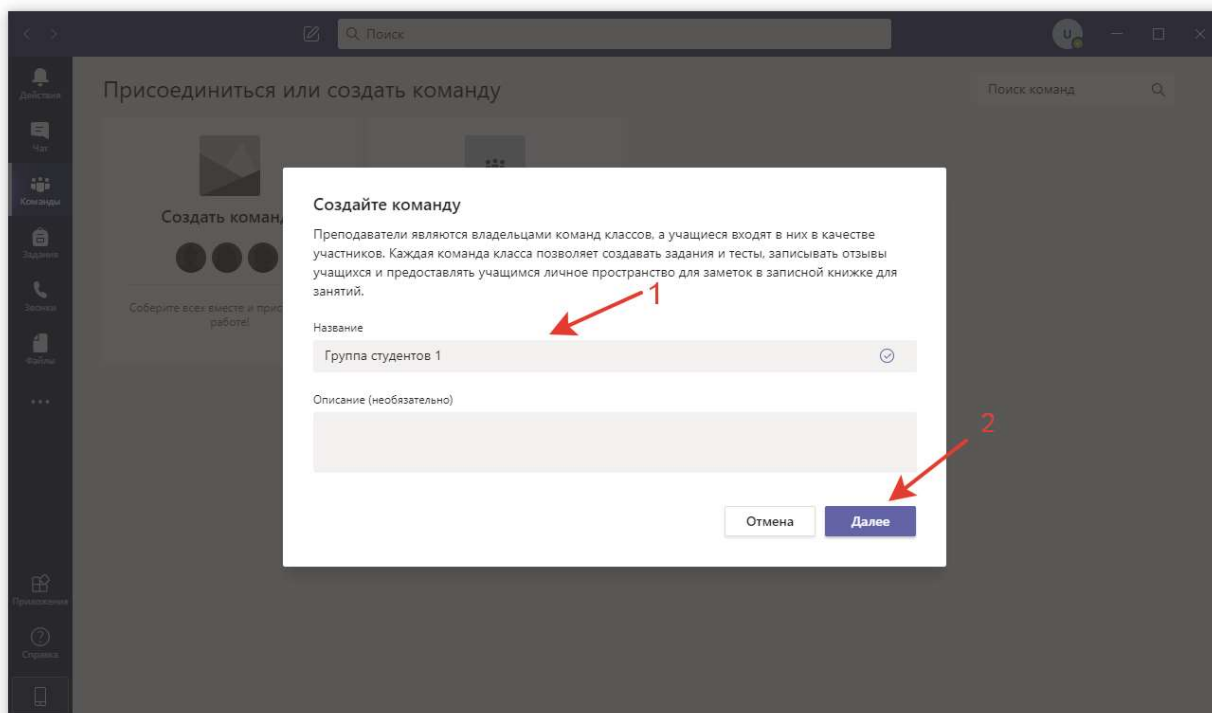 Поиск
U
Действия
Присоединиться или создать команду
Поиск команд
Чат
Команды
Создать коман
Задания
Звонки
Соберите всех вместе и прис
работе!
Файлы
Создайте команду
Преподаватели являются владельцами команд классов, а учащиеся входят в них в качестве
участников. Каждая команда класса позволяет создавать задания и тесты, записывать отзывы
учащихся и предоставлять учащимся личное пространство для заметок в записной книжке для
занятий.
1
Название
Группа студентов 1
Описание (необязательно)
2
Отмена
Далее
Приложения
Справка